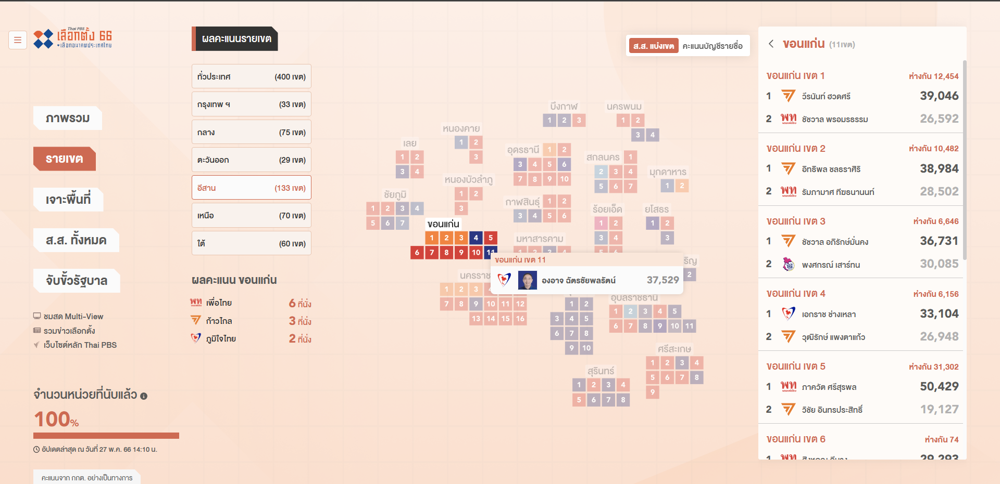 Thai PBS
เลือกตั้ง 66
#เลือกอนาคตประเทศไทย
ภาพรวม
รายเขต
เจาะพื้นที่
ส.ส. ทั้งหมด
จับขั้วรัฐบาล
ชมสด Multi-View
รวมข่าวเลือกตั้ง
เว็บไซต์หลัก Thai PBS
จำนวนหน่วยที่นับแล้ว
100%
อัปเดตล่าสุด ณ วันที่ 27 พ.ค. 66 14:10 น.
คะแนนจาก กกต. อย่างเป็นทางการ
ผลคะแนนรายเขต
ทั่วประเทศ (400 เขต)
กรุงเทพ ฯ (33 เขต)
กลาง (75 เขต)
ตะวันออก (29 เขต)
อีสาน (133 เขต)
เหนือ (70 เขต)
ใต้ (60 เขต)
ผลคะแนน ขอนแก่น
พท เพื่อไทย 6 ที่นั่ง
ก้าวไกล 3 ที่นั่ง
ภูมิใจไทย 2 ที่นั่ง
ส.ส. แบ่งเขต คะแนนบัญชีรายชื่อ
บึงกาฬ
1 2 3
นครพนม
1 2
3 4
หนองคาย
1 2
3
เลย
1 2
3 4
อุดรธานี 1 2
3 4 5 6
7 8 9 10
สกลนคร 1
2 3 4
5 6 7
มุกดาหาร
1 2
หนองบัวลำภู
1 2
3
ชัยภูมิ
1 2 3 4
5 6 7
กาฬสินธุ์ 1 2
3 4 5 6
ร้อยเอ็ด
1 2
3 4
5 6
ยโสธร
1 2
3
ขอนแก่น
1 2 3 4 5
6 7 8 9 10 11
มหาสารคาม
1 2 3 4
ขอนแก่น เขต 11
องอาจ ฉัตรชัยพลรัตน์ 37,529
ริญ
2
นครราช
1 2 3 4
7 8 9 10 11 12
13 14 15 16
1 2
3 4 5
6 7 8
9 10
อุบลราชธานี
1 2 3 4 5
6 7 8 9 10 11
ศรีสะเกษ
1 2 3 4
5 6 7 8
9
สุรินทร์
1 2 3 4
5 6 7 8
ขอนแก่น (11เขต)
ขอนแก่น เขต 1 ห่างกัน 12,454
1 วีรนันท์ ฮวดศรี 39,046
2 พท ชัชวาล พรอมรธรรม 26,592
ขอนแก่น เขต 2 ห่างกัน 10,482
1 อิทธิพล ชลธราศิริ 38,984
2 พท รัมภามาศ ทีฆธนานนท์ 28,502
ขอนแก่น เขต 3 ห่างกัน 6,646
1 ชัชวาล อภิรักษ์มั่นคง 36,731
2 พงศกรณ์ เสาร์ทน 30,085
ขอนแก่น เขต 4 ห่างกัน 6,156
1 เอกราช ช่างเหลา 33,104
2 วุฒิรักษ์ แพงตาแก้ว 26,948
ขอนแก่น เขต 5 ห่างกัน 31,302
1 พท ภาควัต ศรีสุรพล 50,429
2 วิชัย อินทรประสิทธิ์ 19,127
ขอนแก่น เขต 6 ห่างกัน 74
1 พท 29,293